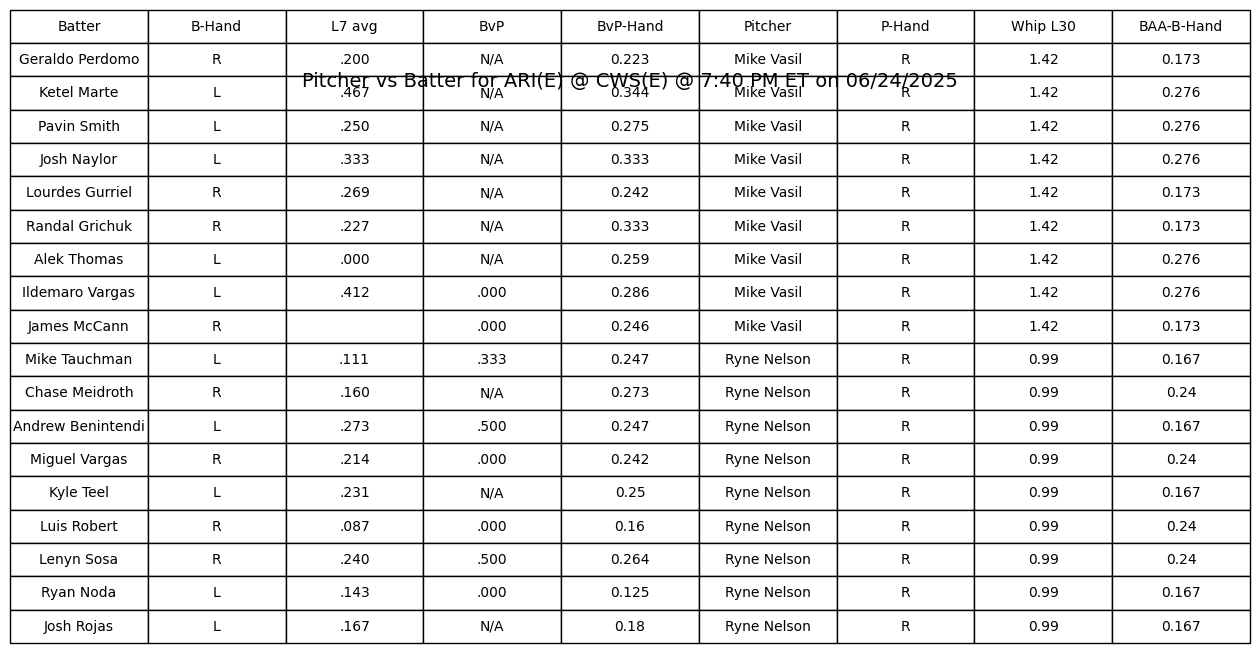 Batter B-Hand L7 avg BvP BvP-Hand Pitcher P-Hand Whip L30 BAA-B-Hand
Geraldo Perdomo R .200 N/A 0.223 Mike Vasil R 1.42 0.173
Pitcher vs Batter for ARI(E) @ CWS(E) @ 7:40 PM ET on 06/24/2025
Ketel Marte L .467 N/A 0.344 Mike Vasil R 1.42 0.276
Pavin Smith L .250 N/A 0.275 Mike Vasil R 1.42 0.276
Josh Naylor L .333 N/A 0.333 Mike Vasil R 1.42 0.276
Lourdes Gurriel R .269 N/A 0.242 Mike Vasil R 1.42 0.173
Randal Grichuk R .227 N/A 0.333 Mike Vasil R 1.42 0.173
Alek Thomas L .000 N/A 0.259 Mike Vasil R 1.42 0.276
Ildemaro Vargas L .412 .000 0.286 Mike Vasil R 1.42 0.276
James McCann R .000 0.246 Mike Vasil R 1.42 0.173
Mike Tauchman L .111 .333 0.247 Ryne Nelson R 0.99 0.167
Chase Meidroth R .160 N/A 0.273 Ryne Nelson R 0.99 0.24
Andrew Benintendi L .273 .500 0.247 Ryne Nelson R 0.99 0.167
Miguel Vargas R .214 .000 0.242 Ryne Nelson R 0.99 0.24
Kyle Teel L .231 N/A 0.25 Ryne Nelson R 0.99 0.167
Luis Robert R .087 .000 0.16 Ryne Nelson R 0.99 0.24
Lenyn Sosa R .240 .500 0.264 Ryne Nelson R 0.99 0.24
Ryan Noda L .143 .000 0.125 Ryne Nelson R 0.99 0.167
Josh Rojas L .167 N/A 0.18 Ryne Nelson R 0.99 0.167